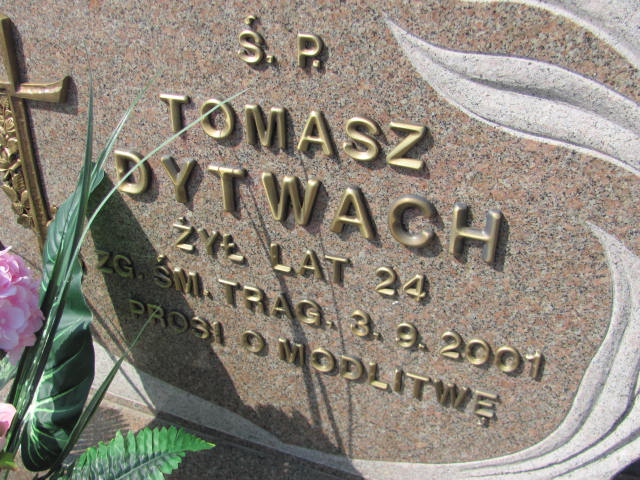 Ś. P.
TOMASZ
DYTWACH
ŻYŁ LAT 24
ZG. ŚM. TRAG. 3. 9. 2001
PROSI O MODLITWĘ